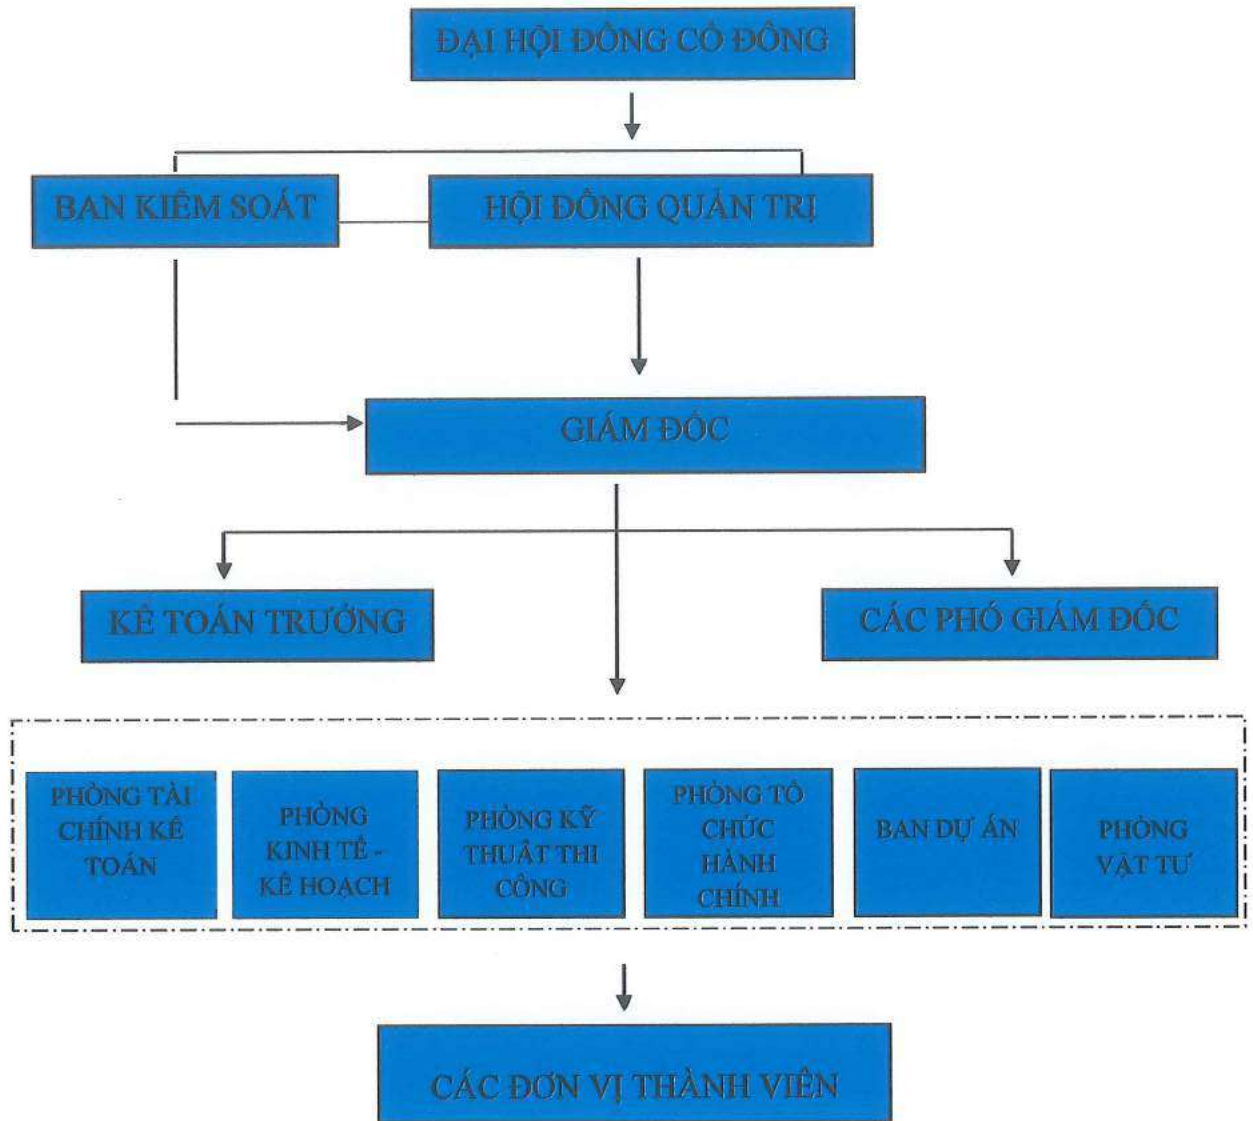 ĐẠI HỘI ĐỒNG CỔ ĐÔNG
BAN KIỂM SOÁT
HỘI ĐỒNG QUẢN TRỊ
GIÁM ĐỐC
KẾ TOÁN TRƯỞNG
CÁC PHÓ GIÁM ĐỐC
PHÒNG TÀI
CHÍNH KẾ
TOÁN
PHÒNG
KINH TẾ -
KẾ HOẠCH
PHÒNG KỸ
THUẬT THI
CÔNG
PHÒNG TỔ
CHỨC
HÀNH
CHÍNH
BAN DỰ ÁN
PHÒNG
VẬT TƯ
CÁC ĐƠN VỊ THÀNH VIÊN